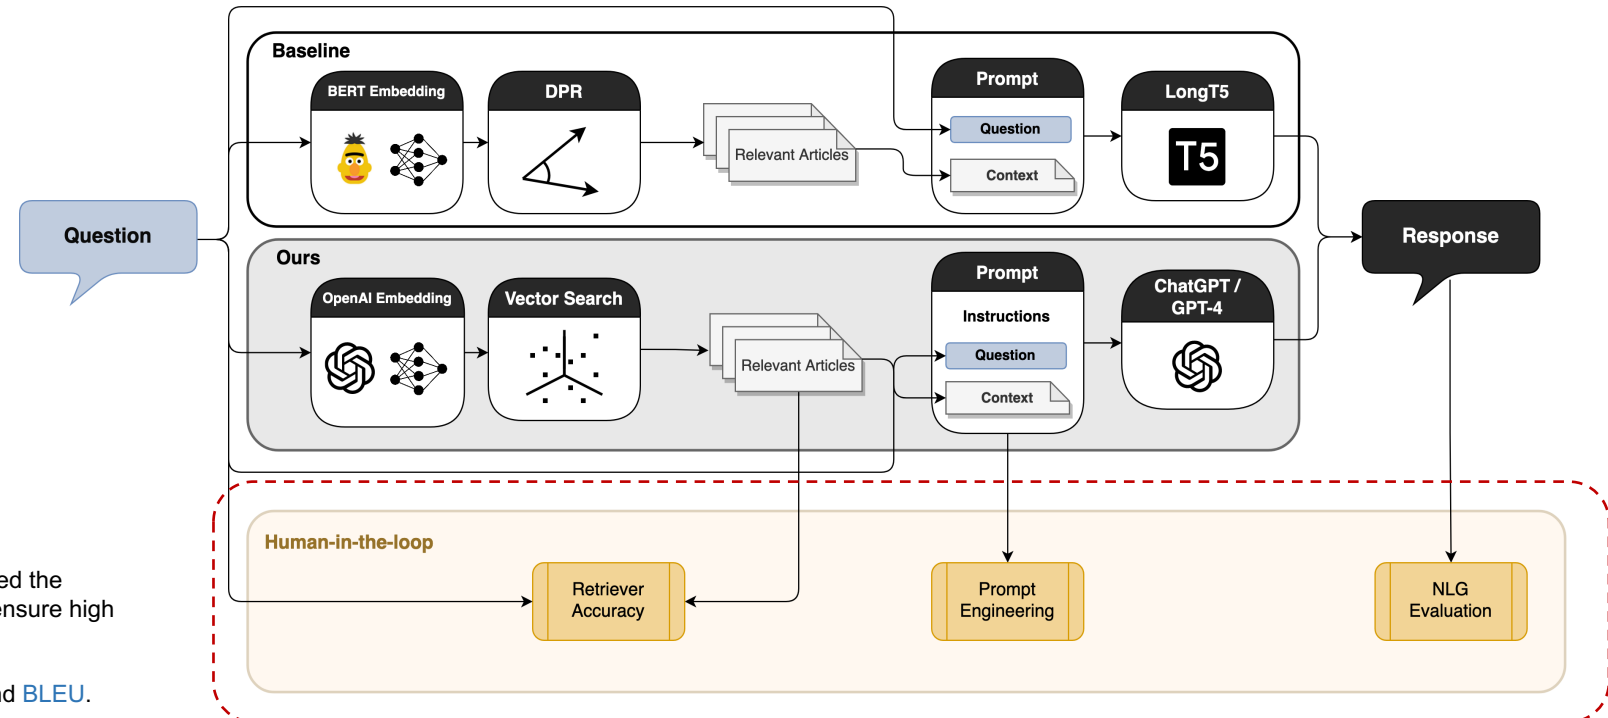 Baseline
BERT Embedding
DPR
Relevant Articles
Prompt
Question
Context
LongT5
T5
Question
Response
Ours
OpenAI Embedding
Vector Search
Relevant Articles
Prompt
Instructions
Question
Context
ChatGPT /
GPT-4
Human-in-the-loop
Retriever
Accuracy
Prompt
Engineering
NLG
Evaluation
ed the
ensure high
nd BLEU.